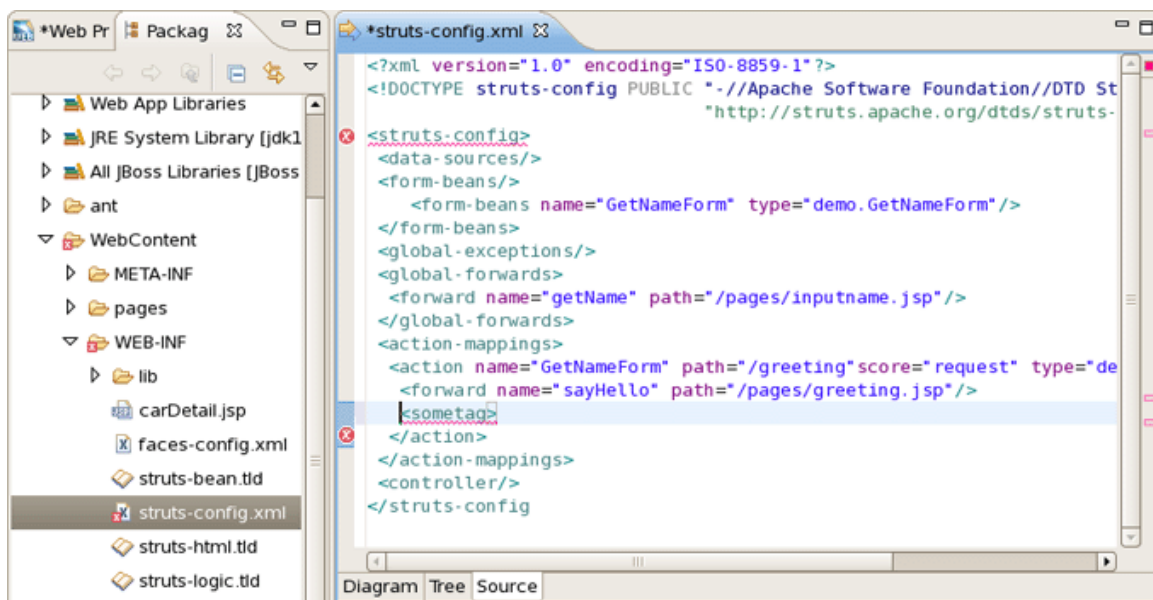 *Web Pr
Packag
Web App Libraries
JRE System Library [jdk1
All JBoss Libraries [JBoss
ant
WebContent
META-INF
pages
WEB-INF
lib
carDetail.jsp
faces-config.xml
struts-bean.tld
struts-config.xml
struts-html.tld
struts-logic.tld
*struts-config.xml
<?xml version="1.0" encoding="ISO-8859-1"?>
<!DOCTYPE struts-config PUBLIC "-//Apache Software Foundation//DTD St
"http://struts.apache.org/dtds/struts-
<struts-config>
<data-sources/>
<form-beans/>
<form-beans name="GetNameForm" type="demo.GetNameForm"/>
</form-beans>
<global-exceptions/>
<global-forwards>
<forward name="getName" path="/pages/inputname.jsp"/>
</global-forwards>
<action-mappings>
<action name="GetNameForm" path="/greeting"score="request" type="de
<forward name="sayHello" path="/pages/greeting.jsp"/>
<sometag>
</action>
</action-mappings>
<controller/>
</struts-config
Diagram Tree Source